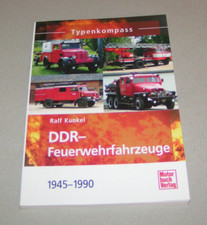 Typenkompass
Ralf Kunkel
DDR-
Feuerwehrfahrzeuge
1945–1990
Motor
buch
Verlag